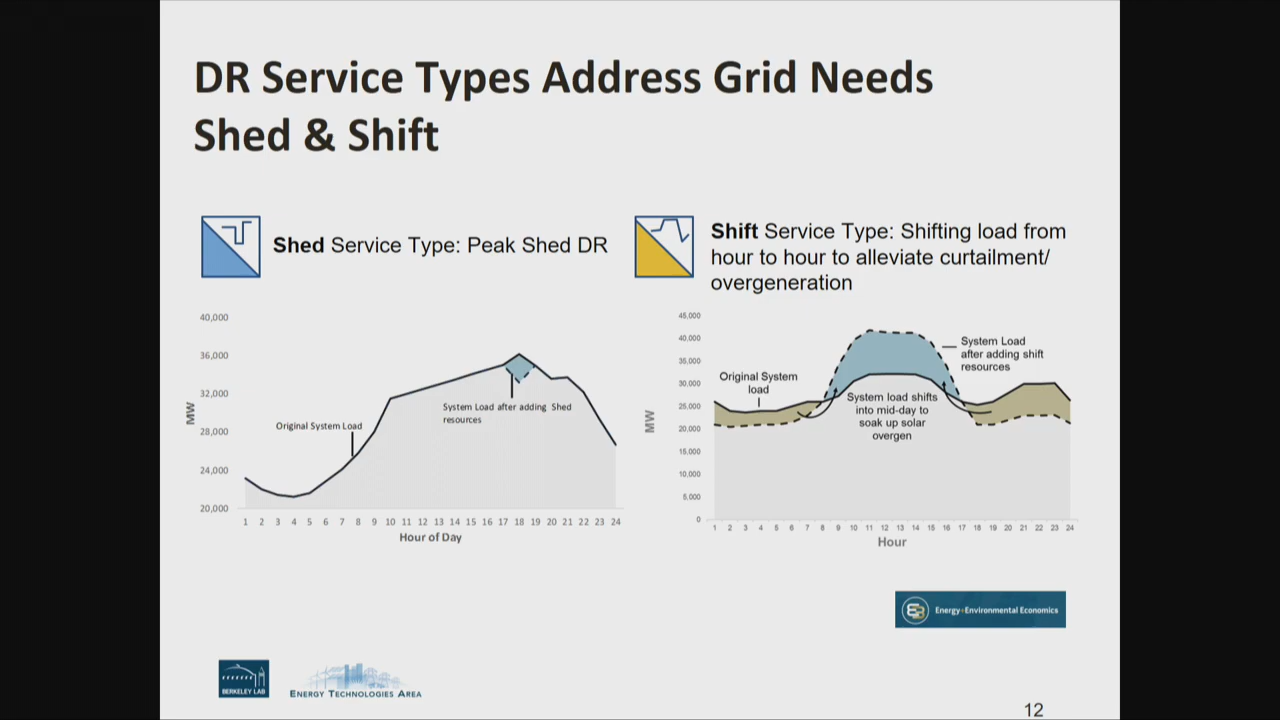 DR Service Types Address Grid Needs
Shed & Shift
Shed Service Type: Peak Shed DR
Shift Service Type: Shifting load from
hour to hour to alleviate curtailment/
overgeneration
40,000
36,000
32,000
28,000
24,000
20,000
MW
Original System Load
System Load after adding Shed
resources
1 2 3 4 5 6 7 8 9 10 11 12 13 14 15 16 17 18 19 20 21 22 23 24
Hour of Day
45,000
40,000
35,000
30,000
25,000
20,000
15,000
10,000
5,000
0
MW
Original System
load
System Load
after adding shift
resources
System load shifts
into mid-day to
soak up solar
overgen
1 2 3 4 5 6 7 8 9 10 11 12 13 14 15 16 17 18 19 20 21 22 23 24
Hour
Energy+Environmental Economics
BERKELEY LAB
ENERGY TECHNOLOGIES AREA
12